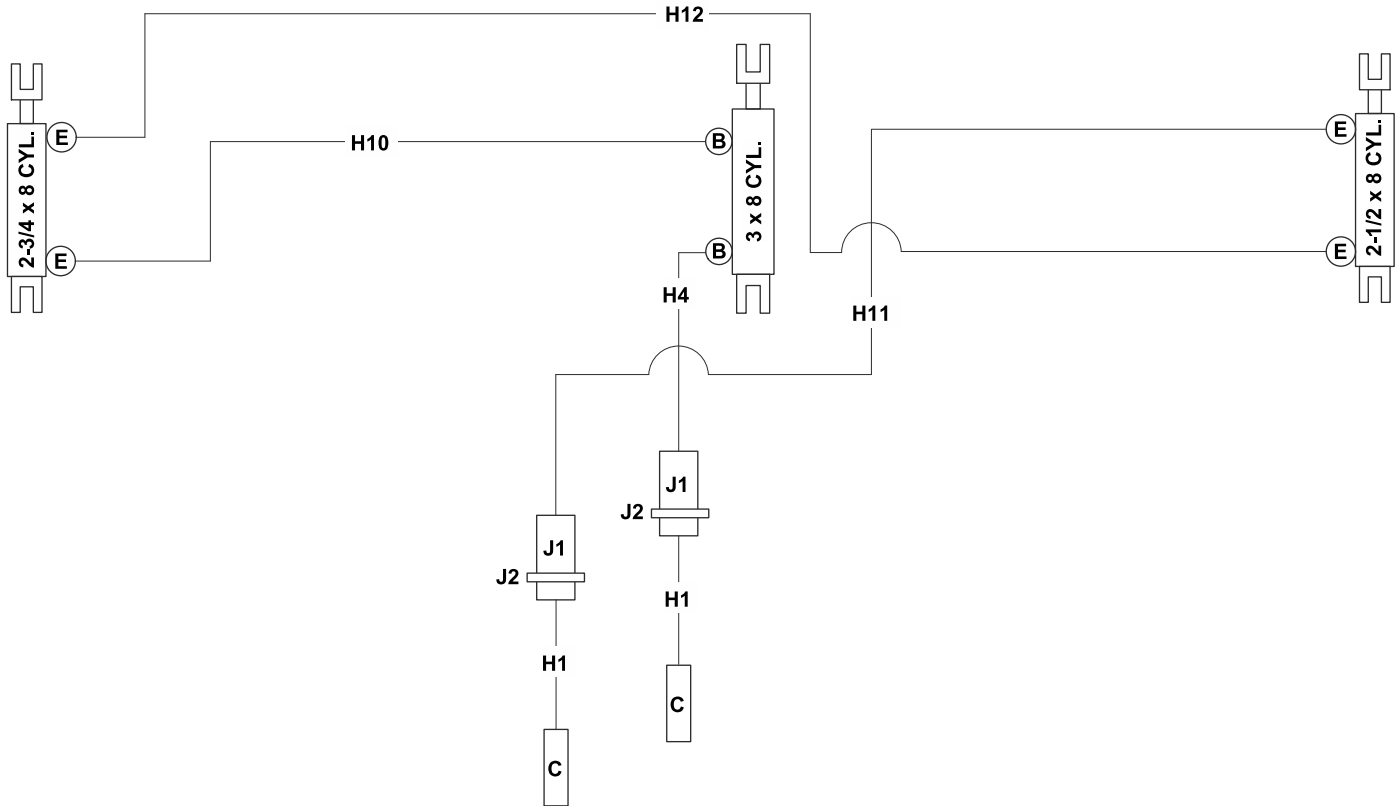 H12
E
H10
B
E
2-3/4 x 8 CYL.
3 x 8 CYL.
2-1/2 x 8 CYL.
E
B
E
H4
H11
J1
J2
J1
J2
H1
H1
C
C